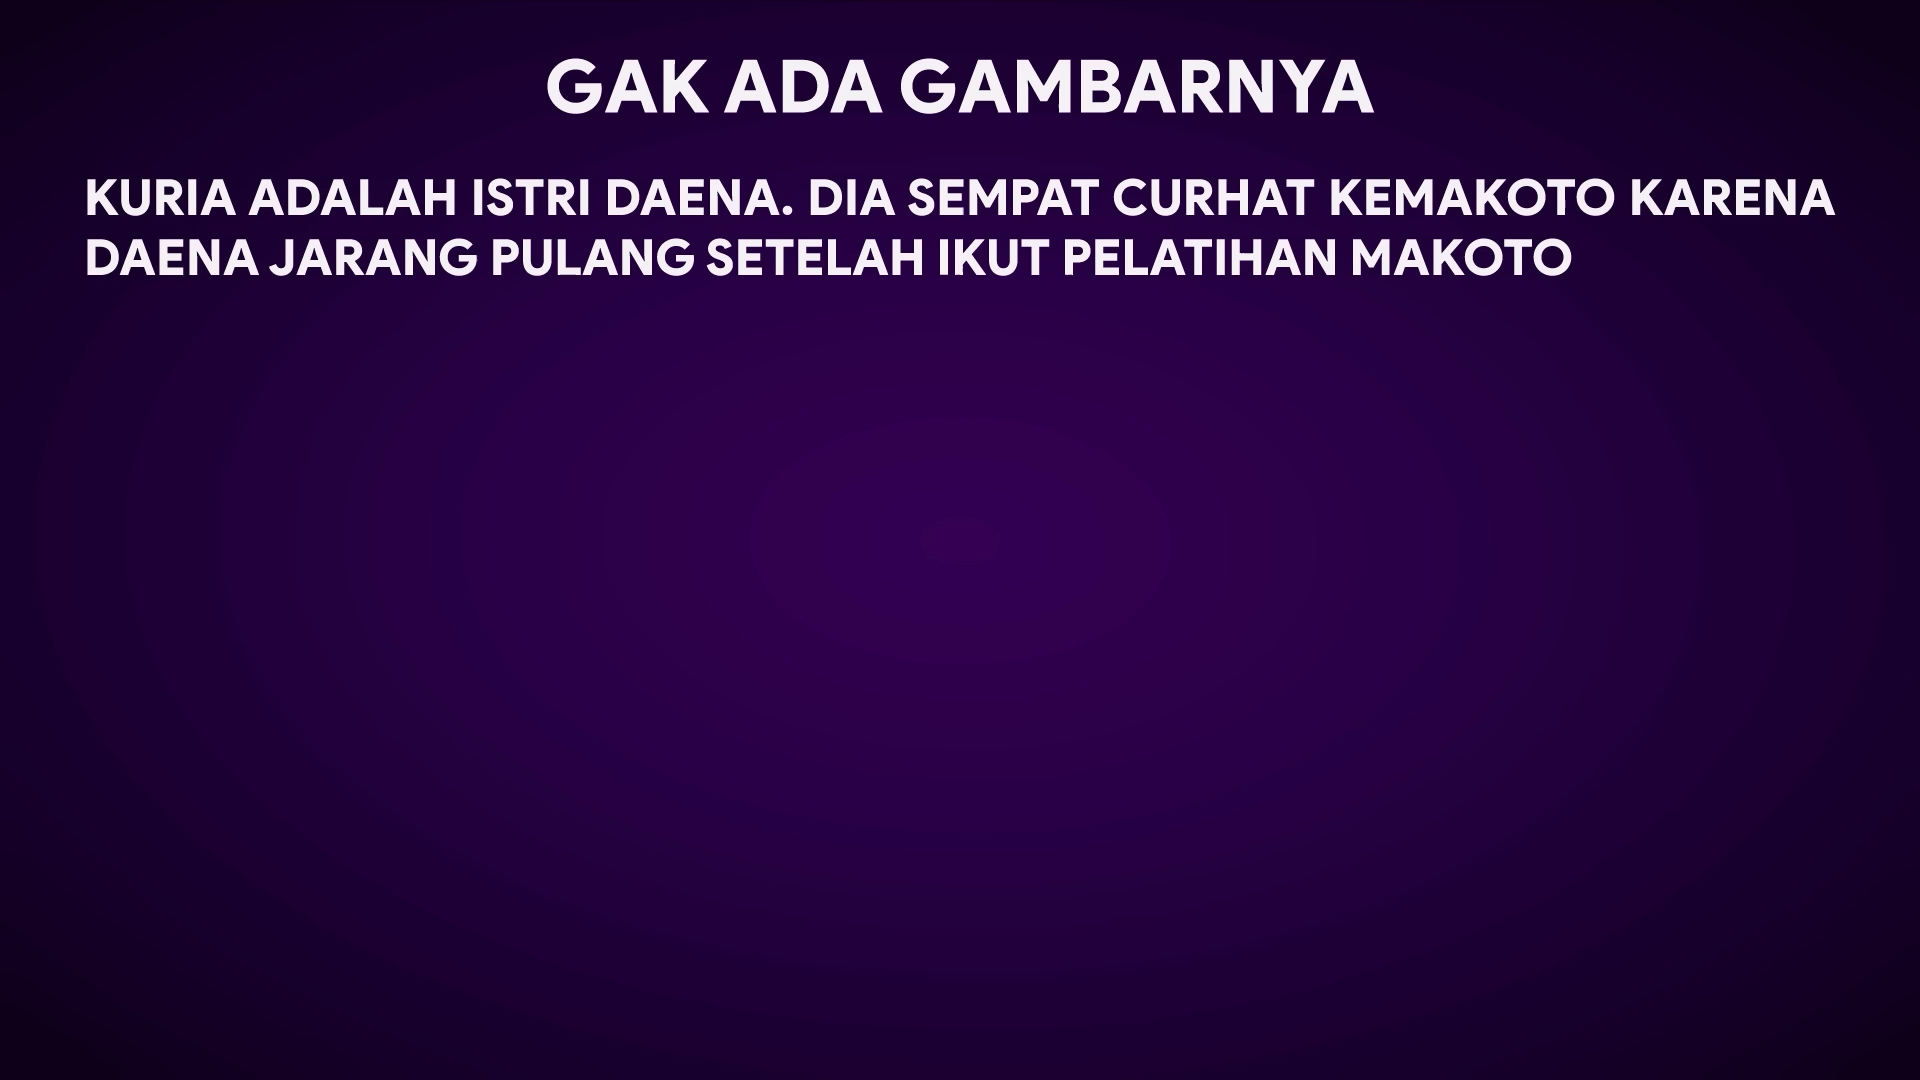 GAK ADA GAMBARNYA
KURIA ADALAH ISTRI DAENA. DIA SEMPAT CURHAT KEMAKOTO KARENA
DAENA JARANG PULANG SETELAH IKUT PELATIHAN MAKOTO